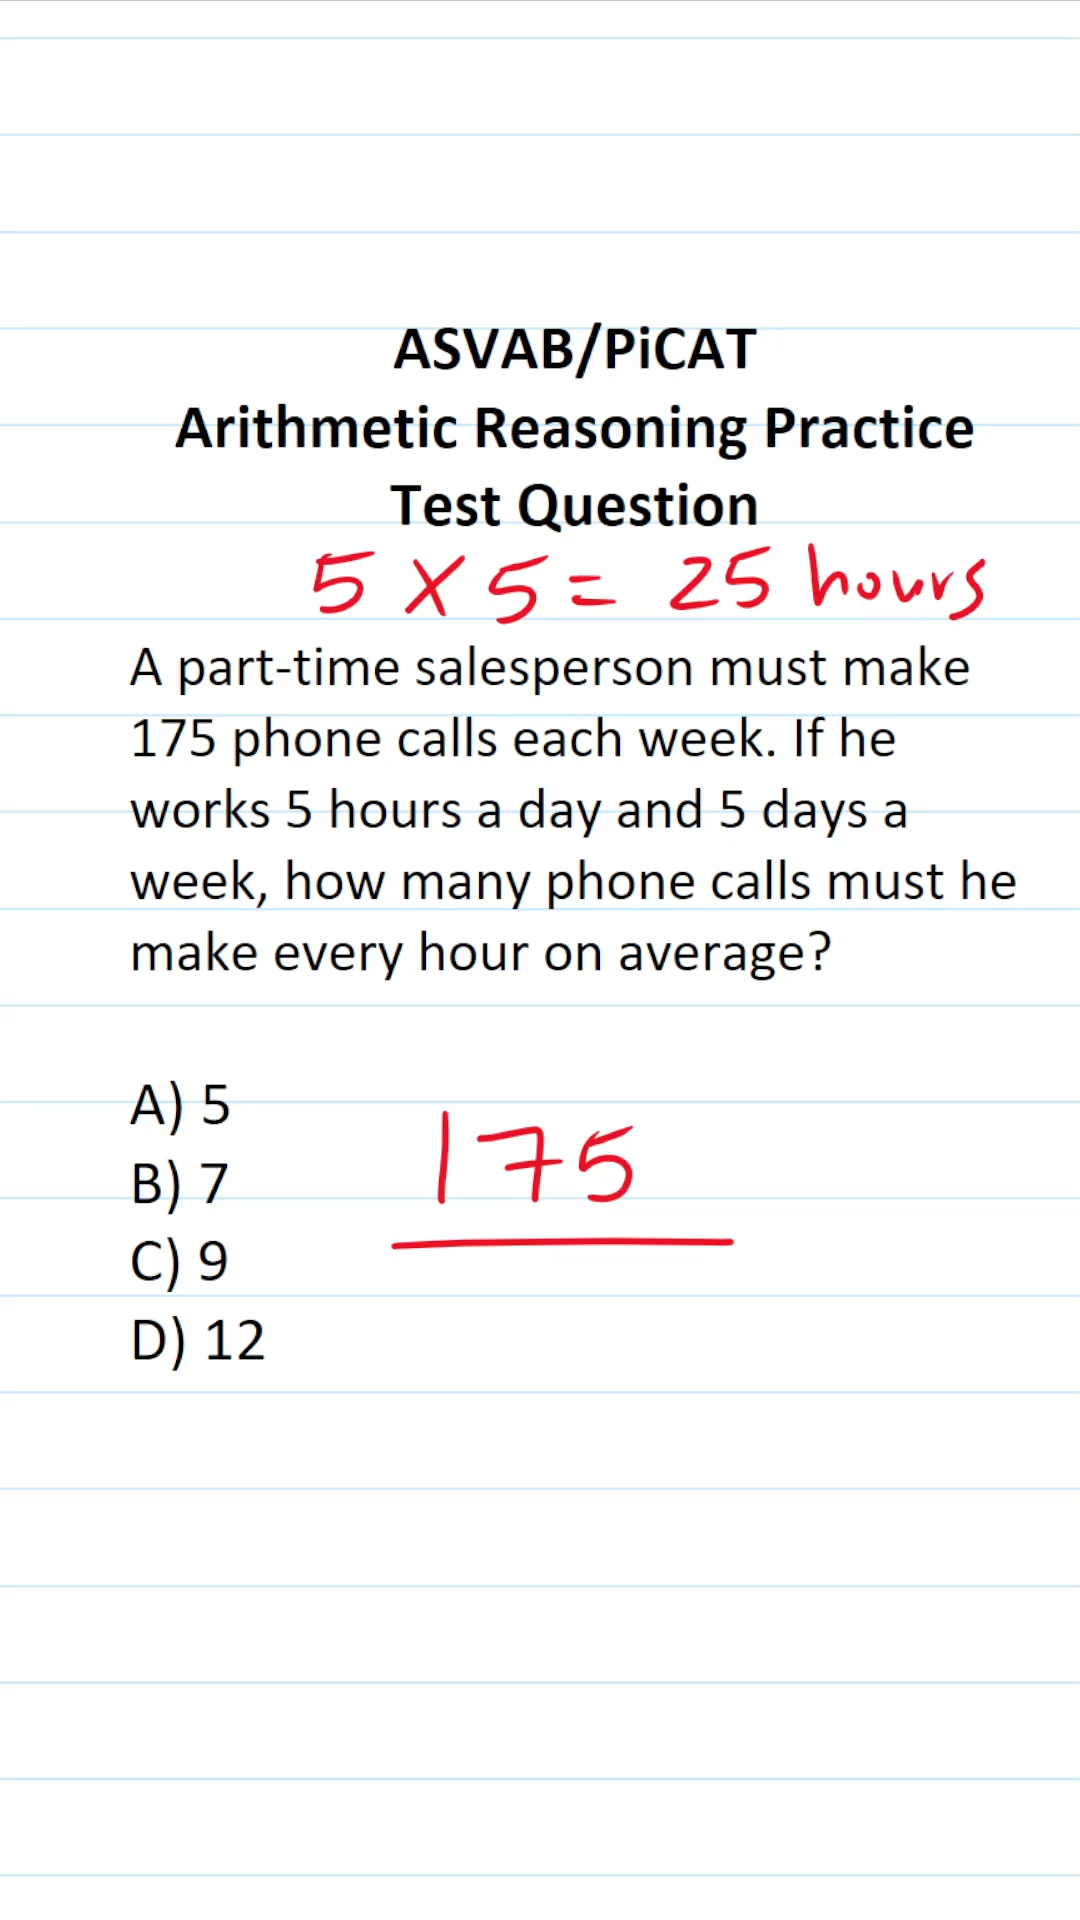 ASVAB/PiCAT
Arithmetic Reasoning Practice
Test Question
5 X 5 = 25 hours
A part-time salesperson must make
175 phone calls each week. If he
works 5 hours a day and 5 days a
week, how many phone calls must he
make every hour on average?
A) 5
B) 7
C) 9
D) 12
175